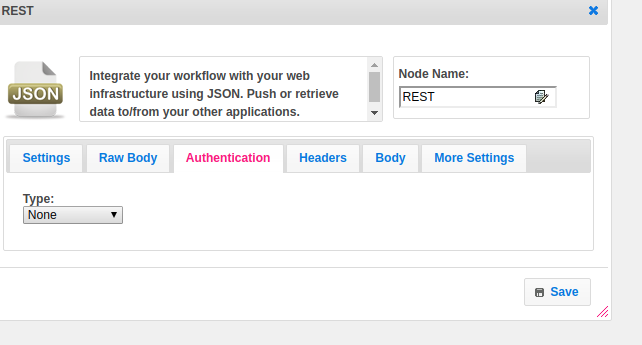 REST
JSON
Integrate your workflow with your web
infrastructure using JSON. Push or retrieve
data to/from your other applications.
Node Name:
REST
Settings
Raw Body
Authentication
Headers
Body
More Settings
Type:
None
Save